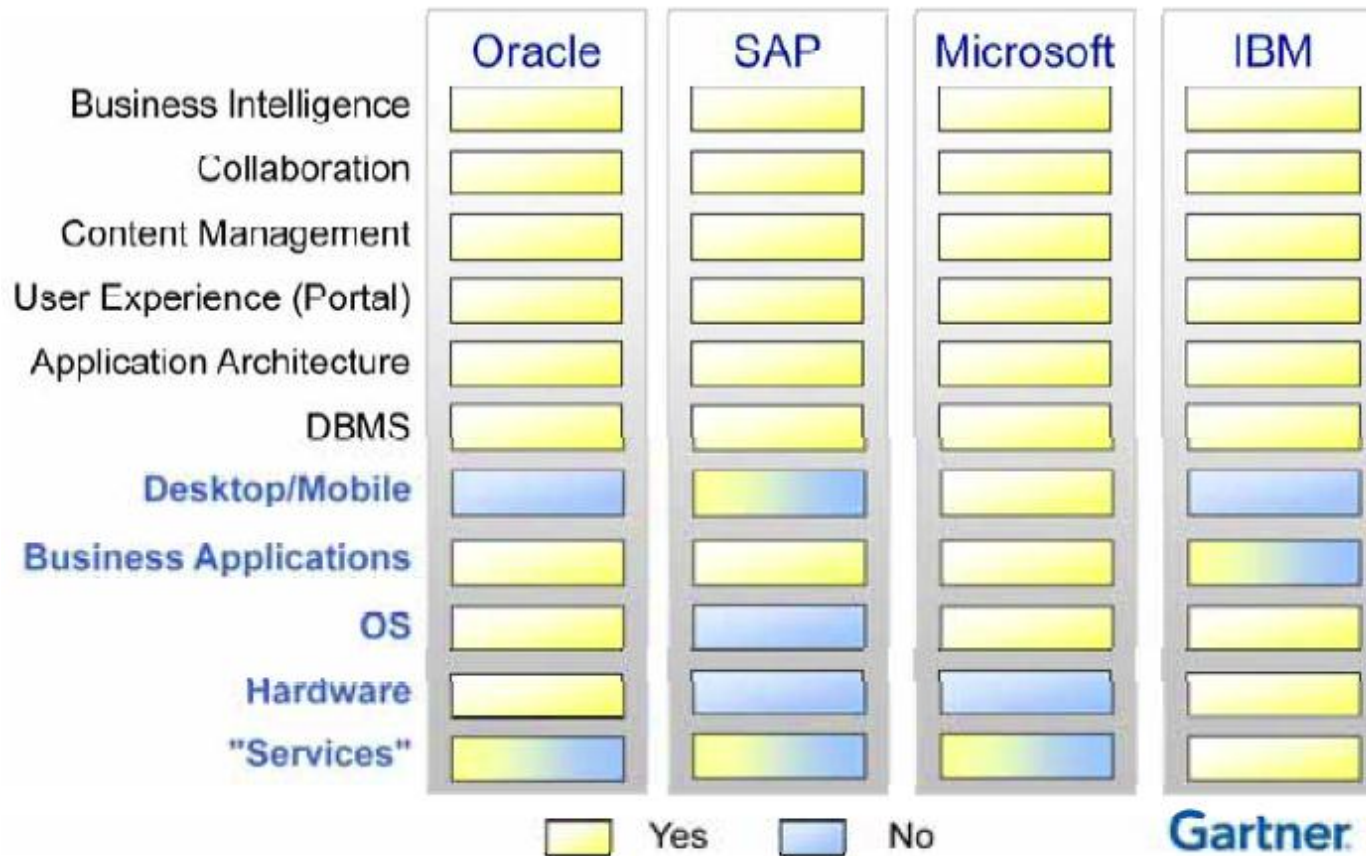 Oracle SAP Microsoft IBM
Business Intelligence
Collaboration
Content Management
User Experience (Portal)
Application Architecture
DBMS
Desktop/Mobile
Business Applications
OS
Hardware
"Services"
Yes No Gartner